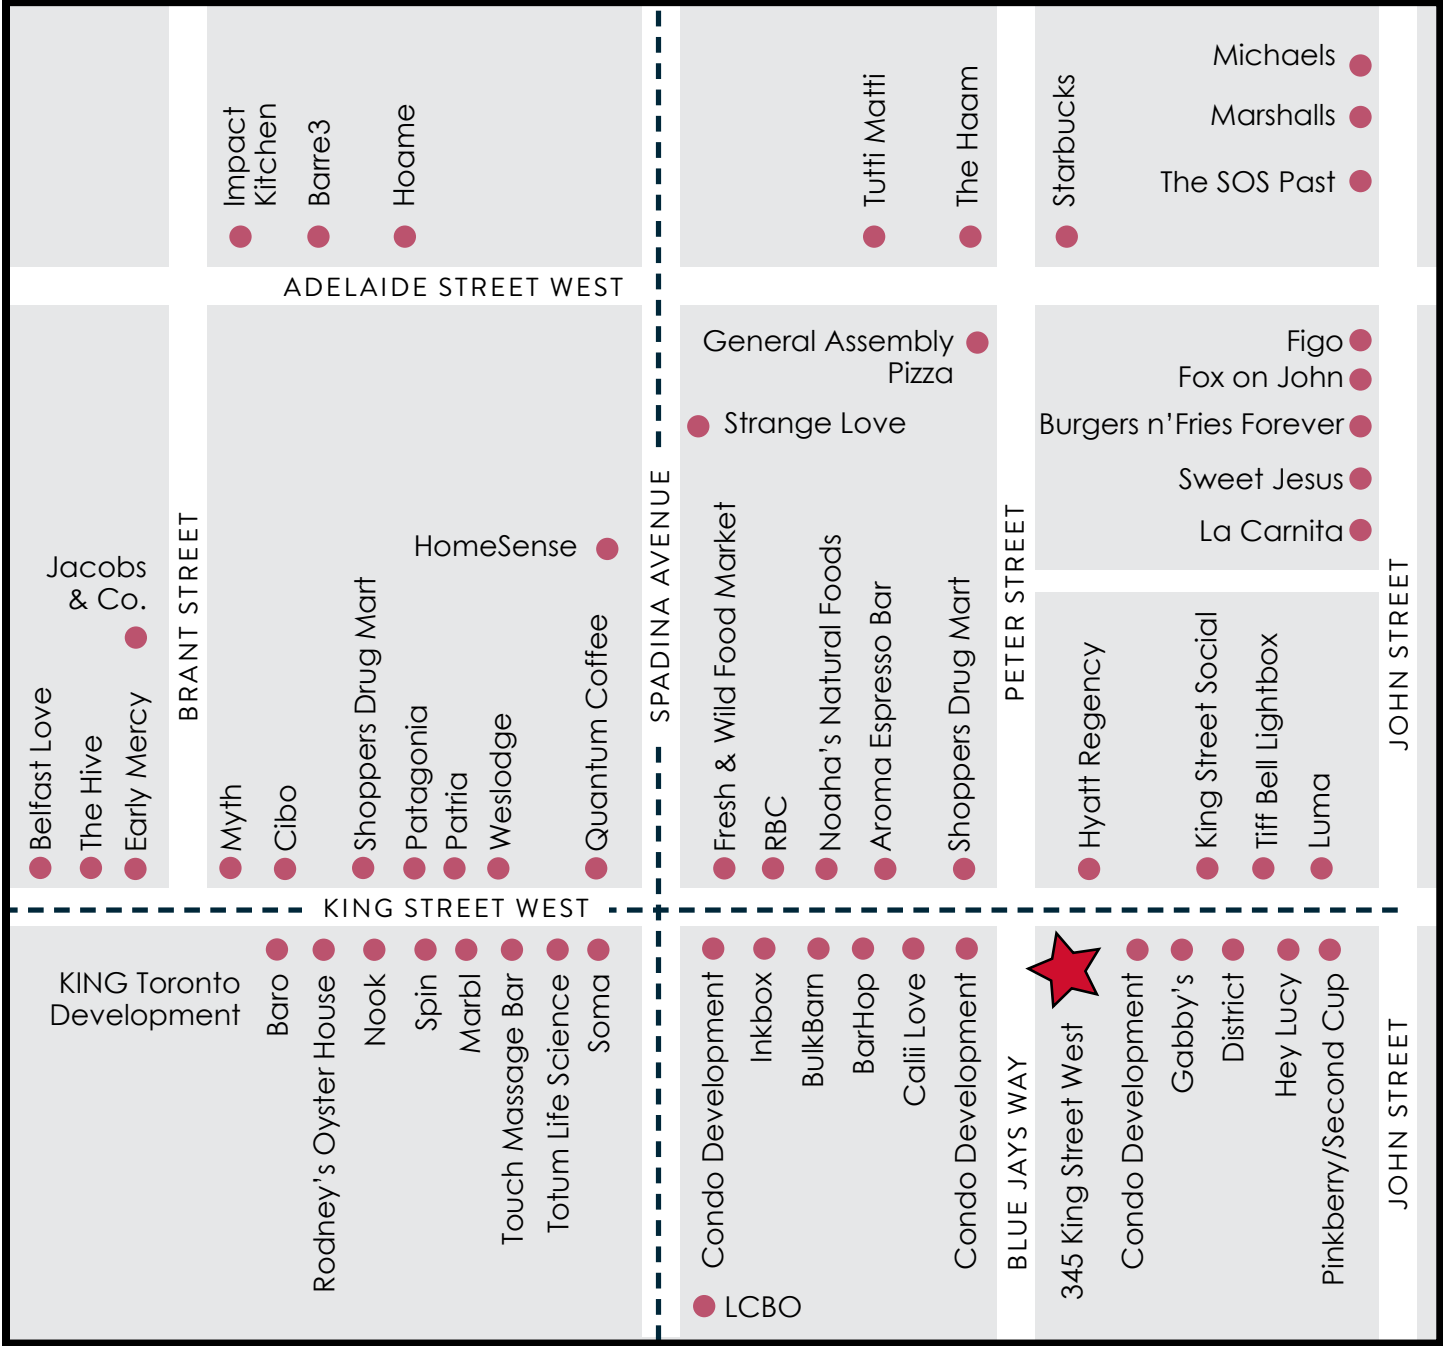 Impact
Kitchen
Barre3
Hoame
Tutti Matti
The Haam
Starbucks
Michaels
Marshalls
The SOS Past
ADELAIDE STREET WEST
General Assembly
Pizza
Strange Love
Figo
Fox on John
Burgers n'Fries Forever
Sweet Jesus
La Carnita
HomeSense
Jacobs
& Co.
BRANT STREET
SPADINA AVENUE
PETER STREET
JOHN STREET
Belfast Love
The Hive
Early Mercy
Myth
Cibo
Shoppers Drug Mart
Patagonia
Patria
Weslodge
Quantum Coffee
Fresh & Wild Food Market
RBC
Noaha's Natural Foods
Aroma Espresso Bar
Shoppers Drug Mart
Hyatt Regency
King Street Social
Tiff Bell Lightbox
Luma
KING STREET WEST
KING Toronto
Development
Baro
Rodney's Oyster House
Nook
Spin
Marbl
Touch Massage Bar
Totum Life Science
Soma
Condo Development
Inkbox
BulkBarn
BarHop
Calii Love
Condo Development
BLUE JAYS WAY
345 King Street West
Condo Development
Gabby's
District
Hey Lucy
Pinkberry/Second Cup
JOHN STREET
LCBO